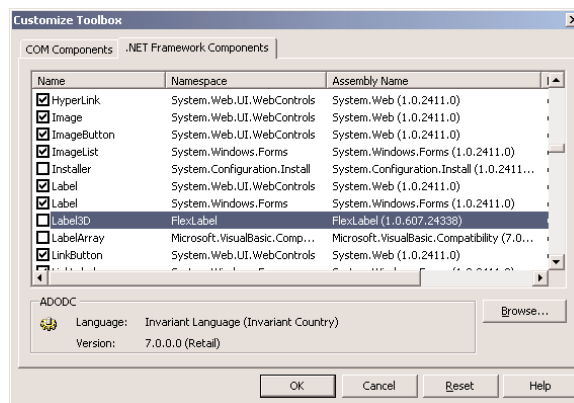 Customize Toolbox
COM Components .NET Framework Components
Name Namespace Assembly Name
HyperLink System.Web.UI.WebControls System.Web (1.0.2411.0)
Image System.Web.UI.WebControls System.Web (1.0.2411.0)
ImageButton System.Web.UI.WebControls System.Web (1.0.2411.0)
ImageList System.Windows.Forms System.Windows.Forms (1.0.2411.0)
Installer System.Configuration.Install System.Configuration.Install (1.0.2411...
Label System.Web.UI.WebControls System.Web (1.0.2411.0)
Label System.Windows.Forms System.Windows.Forms (1.0.2411.0)
Label3D FlexLabel FlexLabel (1.0.607.24338)
LabelArray Microsoft.VisualBasic.Comp... Microsoft.VisualBasic.Compatibility (7.0...
LinkButton System.Web.UI.WebControls System.Web (1.0.2411.0)
ADODC
Language: Invariant Language (Invariant Country)
Version: 7.0.0.0 (Retail)
Browse...
OK Cancel Reset Help